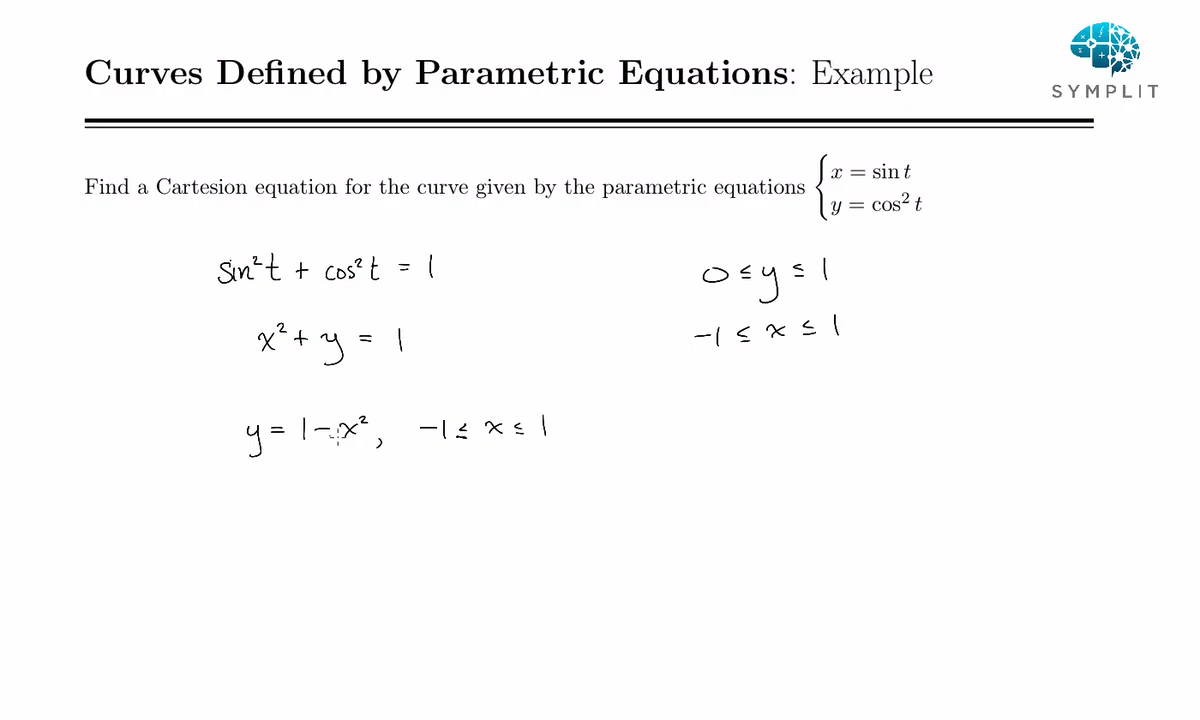 Curves Defined by Parametric Equations: Example
SYMPLIT
Find a Cartesion equation for the curve given by the parametric equations { x = sin t
y = cos² t
sin²t + cos²t = 1
0 ≤ y ≤ 1
x² + y = 1
-1 ≤ x ≤ 1
y = 1 - x², -1 ≤ x ≤ 1